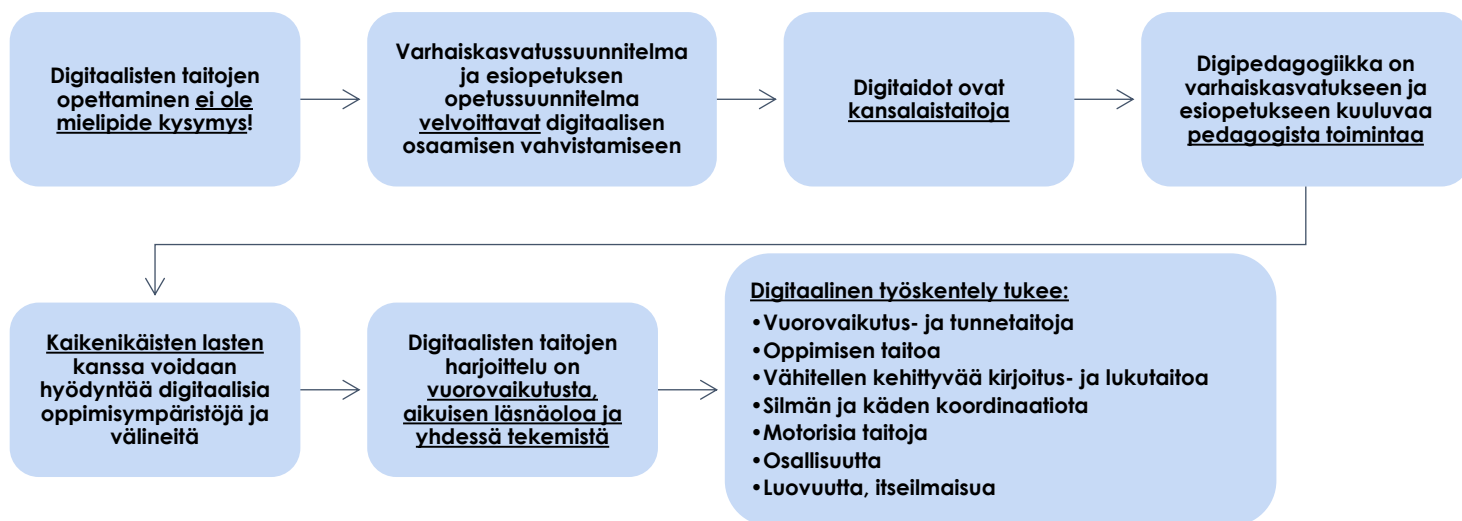 Digitaalisten taitojen
opettaminen ei ole
mielipide kysymys!
Varhaiskasvatussuunnitelma
ja esiopetuksen
opetussuunnitelma
velvoittavat digitaalisen
osaamisen vahvistamiseen
Digitaidot ovat
kansalaistaitoja
Digipedagogiikka on
varhaiskasvatukseen ja
esiopetukseen kuuluvaa
pedagogista toimintaa
Kaikenikäisten lasten
kanssa voidaan
hyödyntää digitaalisia
oppimisympäristöjä ja
välineitä
Digitaalisten taitojen
harjoittelu on
vuorovaikutusta,
aikuisen läsnäoloa ja
yhdessä tekemistä
Digitaalinen työskentely tukee:
•Vuorovaikutus- ja tunnetaitoja
•Oppimisen taitoa
•Vähitellen kehittyvää kirjoitus- ja lukutaitoa
•Silmän ja käden koordinaatiota
•Motorisia taitoja
•Osallisuutta
•Luovuutta, itseilmaisua